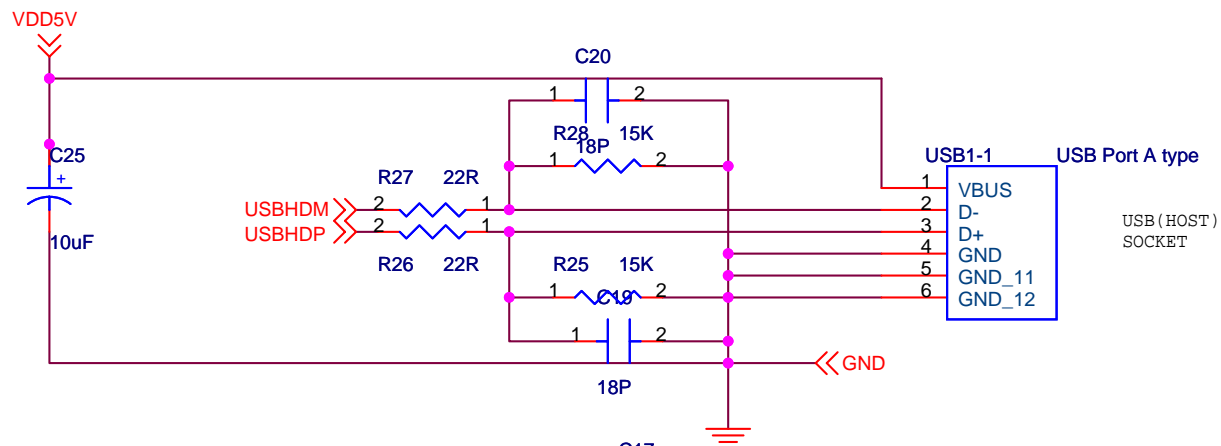 VDD5V
C20
1 2
R28 15K
18P
1 2
C25
+
10uF
R27 22R
USBHDM 2 1
USBHDP 2 1
R26 22R
R25 15K
1 2
C19
1 2
18P
USB1-1 USB Port A type
1 VBUS
2 D-
3 D+
4 GND
5 GND_11
6 GND_12
USB(HOST)
SOCKET
GND